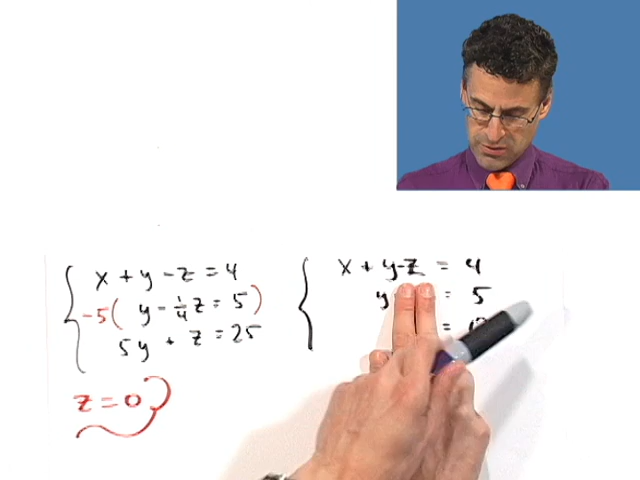 x + y - z = 4
-5( y - 1/4 z = 5 )
5y + z = 25
z = 0
x + y - z = 4
y = 5
=